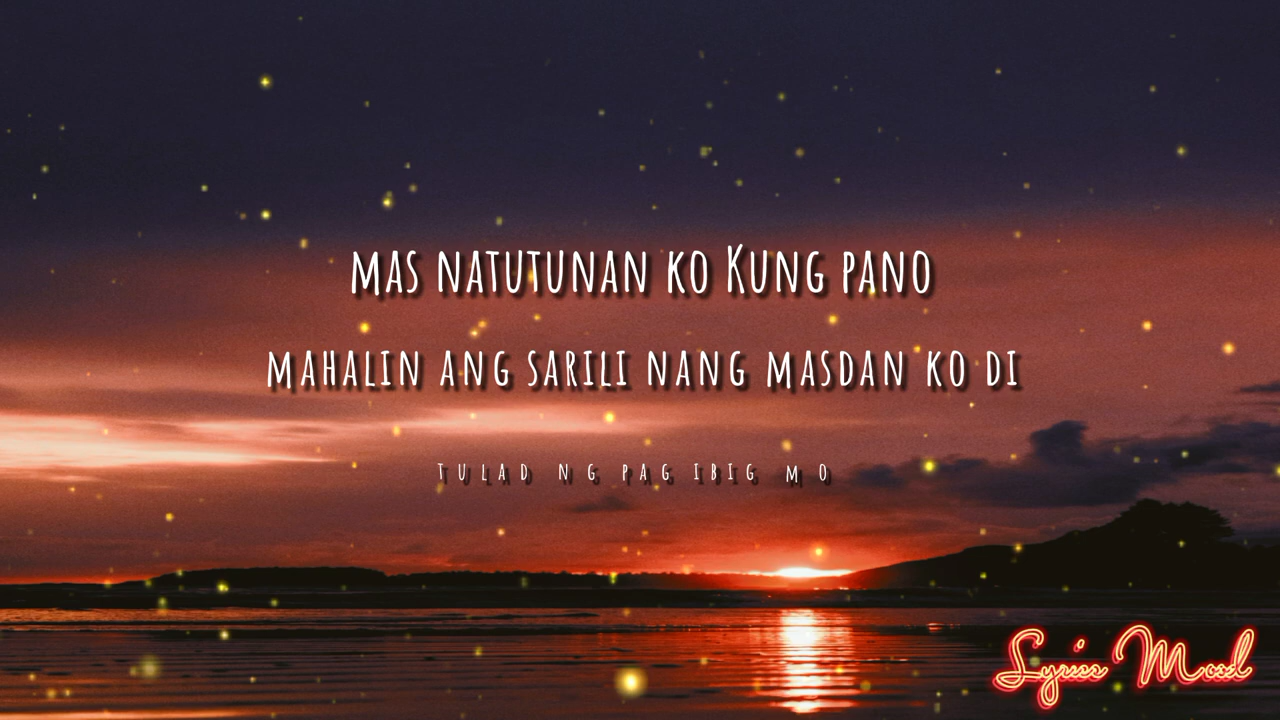 mas natutunan ko Kung pano
mahalin ang sarili nang masdan ko di
tulad ng pag ibig mo
Lyrics Mood